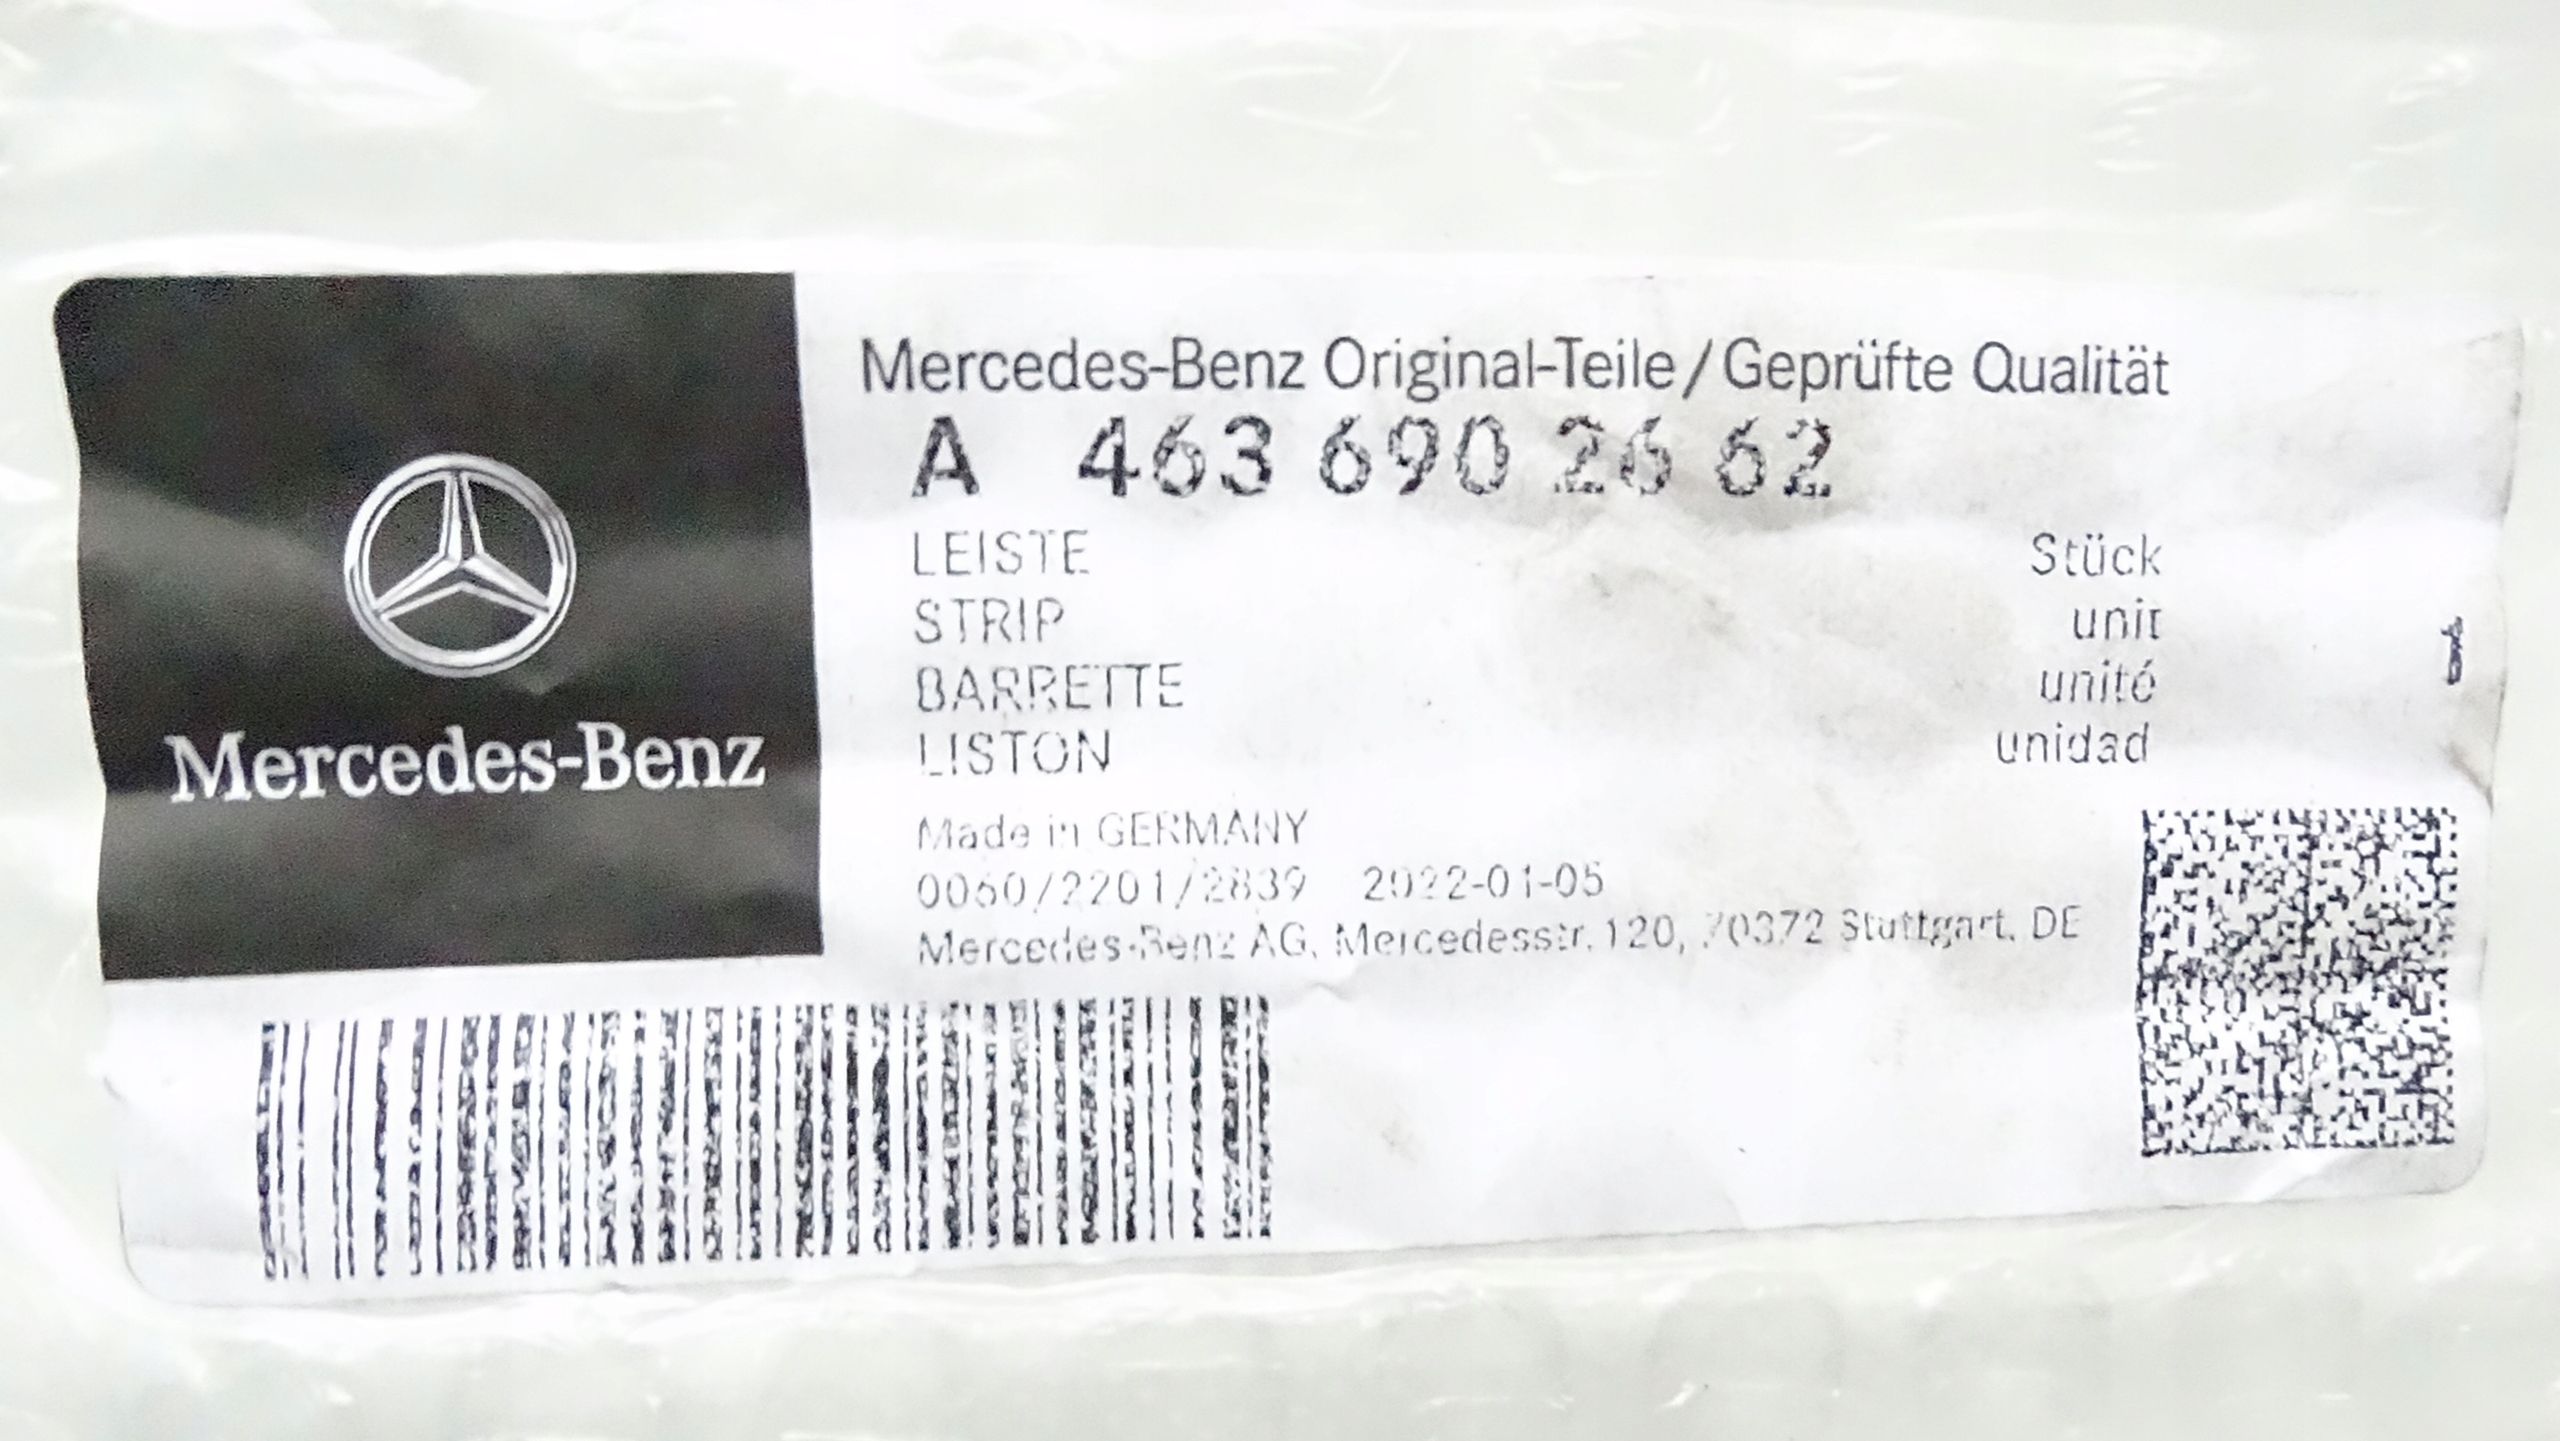 Mercedes-Benz
Mercedes-Benz Original-Teile/Geprüfte Qualität
A 463 690 26 62
LEISTE
STRIP
BARRETTE
LISTON
Stück
unit
unité
unidad
1
Made in GERMANY
0060/2201/2839 2022-01-05
Mercedes-Benz AG, Mercedesstr. 120, 70372 Stuttgart, DE